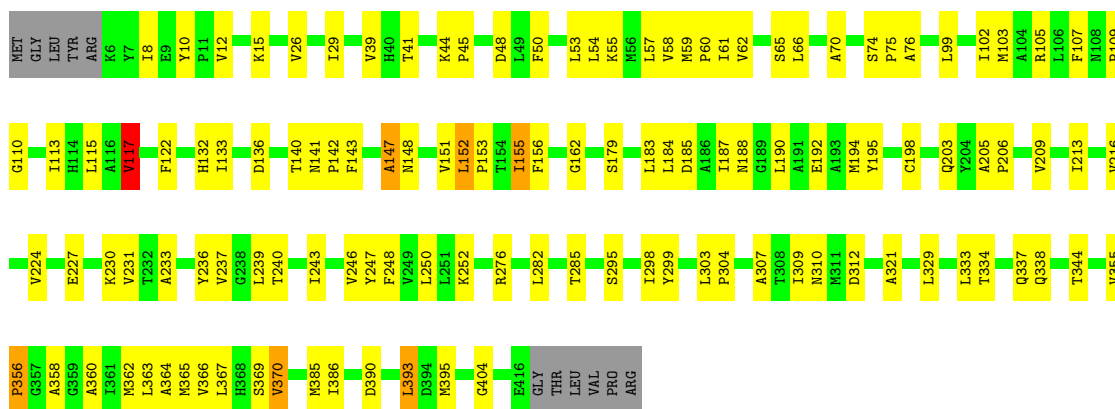 MET GLY LEU TYR ARG K6 Y7 I8 E9 Y10 P11 V12 K15 V26 I29 V39 H40 T41 K44 P45 D48 L49 F50 L53 L54 K55 M56 L57 V58 M59 P60 I61 V62 S65 L66 A70 S74 P75 A76 L99 I102 M103 A104 R105 L106 F107 N108 R109
G110 I113 H114 L115 A116 V117 F122 H132 I133 D136 T140 N141 P142 F143 A147 N148 V151 L152 P153 T154 I155 F156 G162 S179 L183 L184 D185 A186 I187 N188 G189 L190 A191 E192 A193 M194 Y195 C198 Q203 Y204 A205 P206 V209 I213 V216
V224 E227 K230 V231 T232 A233 Y236 V237 G238 L239 T240 I243 V246 Y247 F248 V249 L250 L251 K252 R276 L282 T285 S295 I298 Y299 L303 P304 A307 T308 I309 N310 M311 D312 A321 L329 L333 T334 Q337 Q338 T344 V355
P356 G357 A358 G359 A360 I361 M362 L363 A364 M365 V366 L367 H368 S369 V370 M385 I386 D390 L393 D394 M395 G404 E416 GLY THR LEU VAL PRO ARG